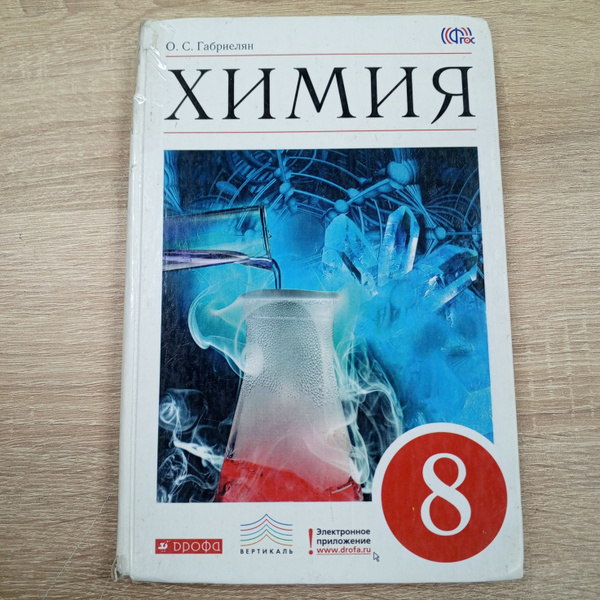 О. С. Габриелян
ФГОС
ХИМИЯ
8
ДРОФА
ВЕРТИКАЛЬ
! Электронное
приложение
www.drofa.ru